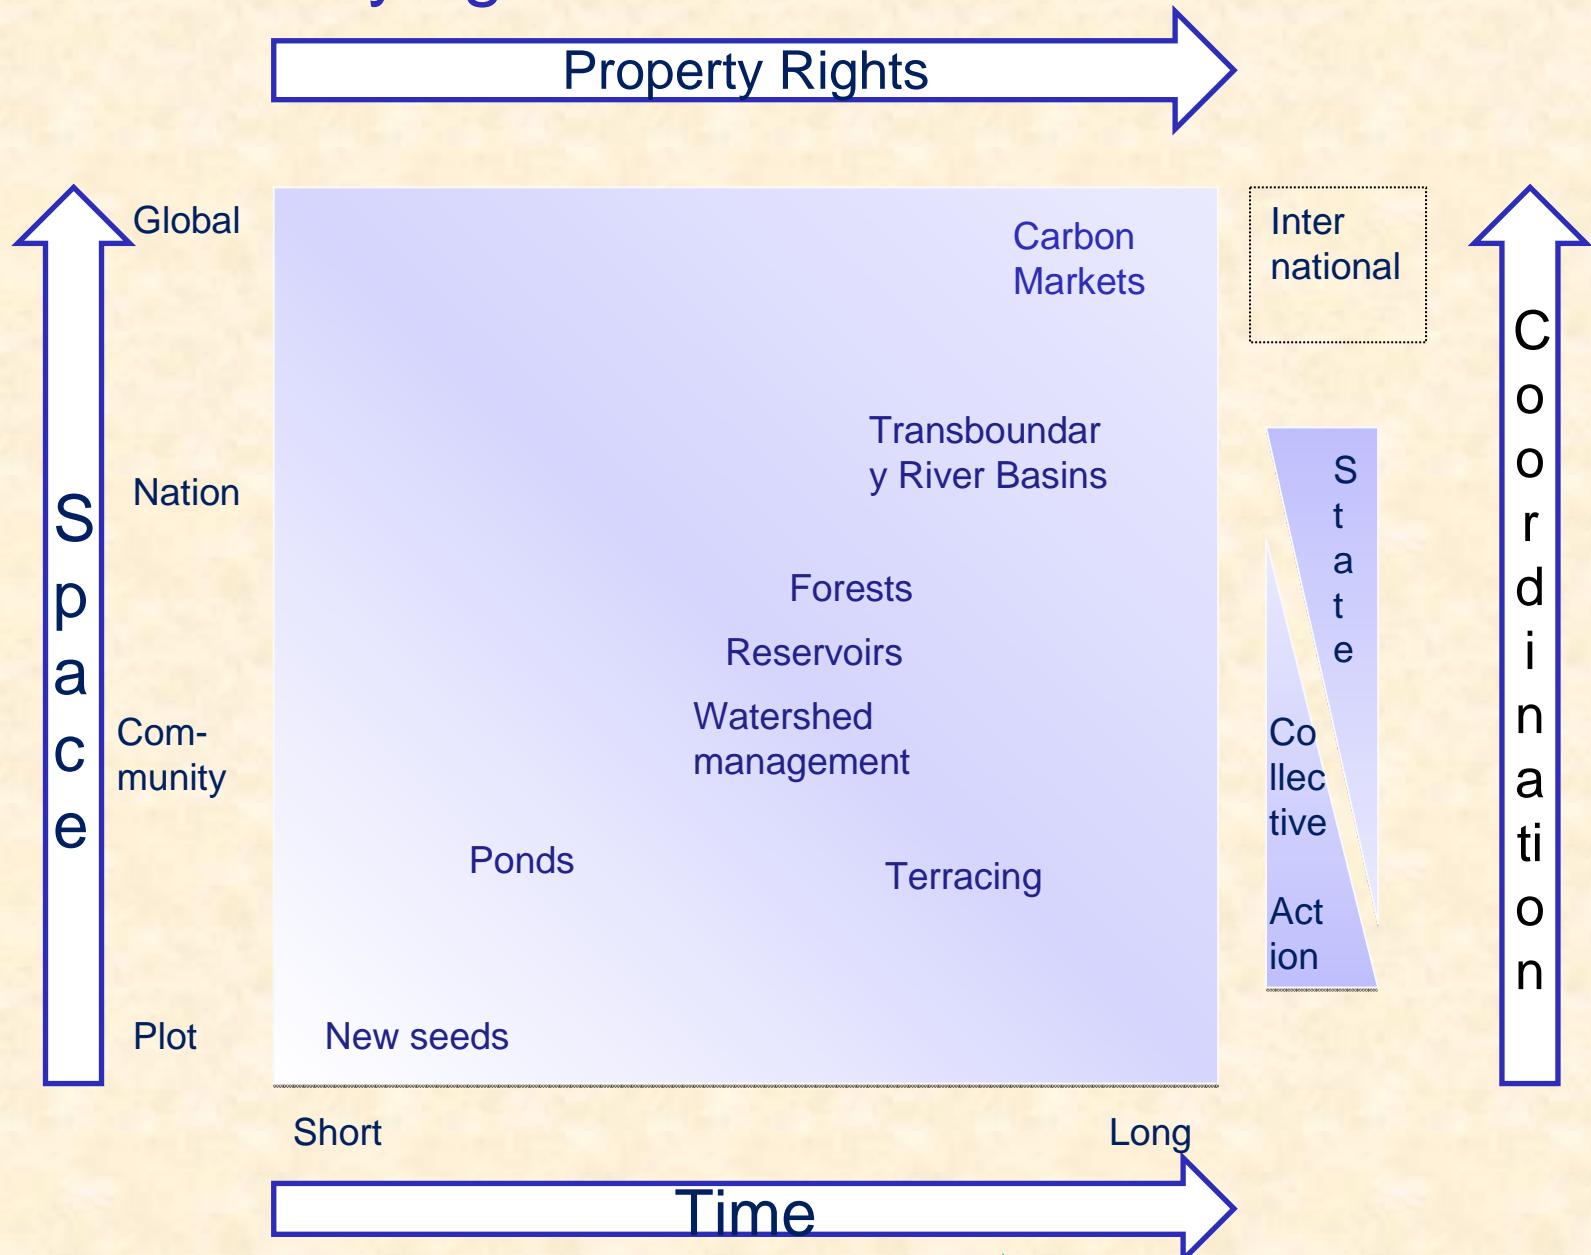 Property Rights
Global
Carbon
Markets
Inter
national
Transboundar
y River Basins
Nation
Forests
Reservoirs
Watershed
management
Com-
munity
Ponds
Terracing
Plot
New seeds
Space
State
Co
llec
tive
Act
ion
Coordination
Short
Long
Time